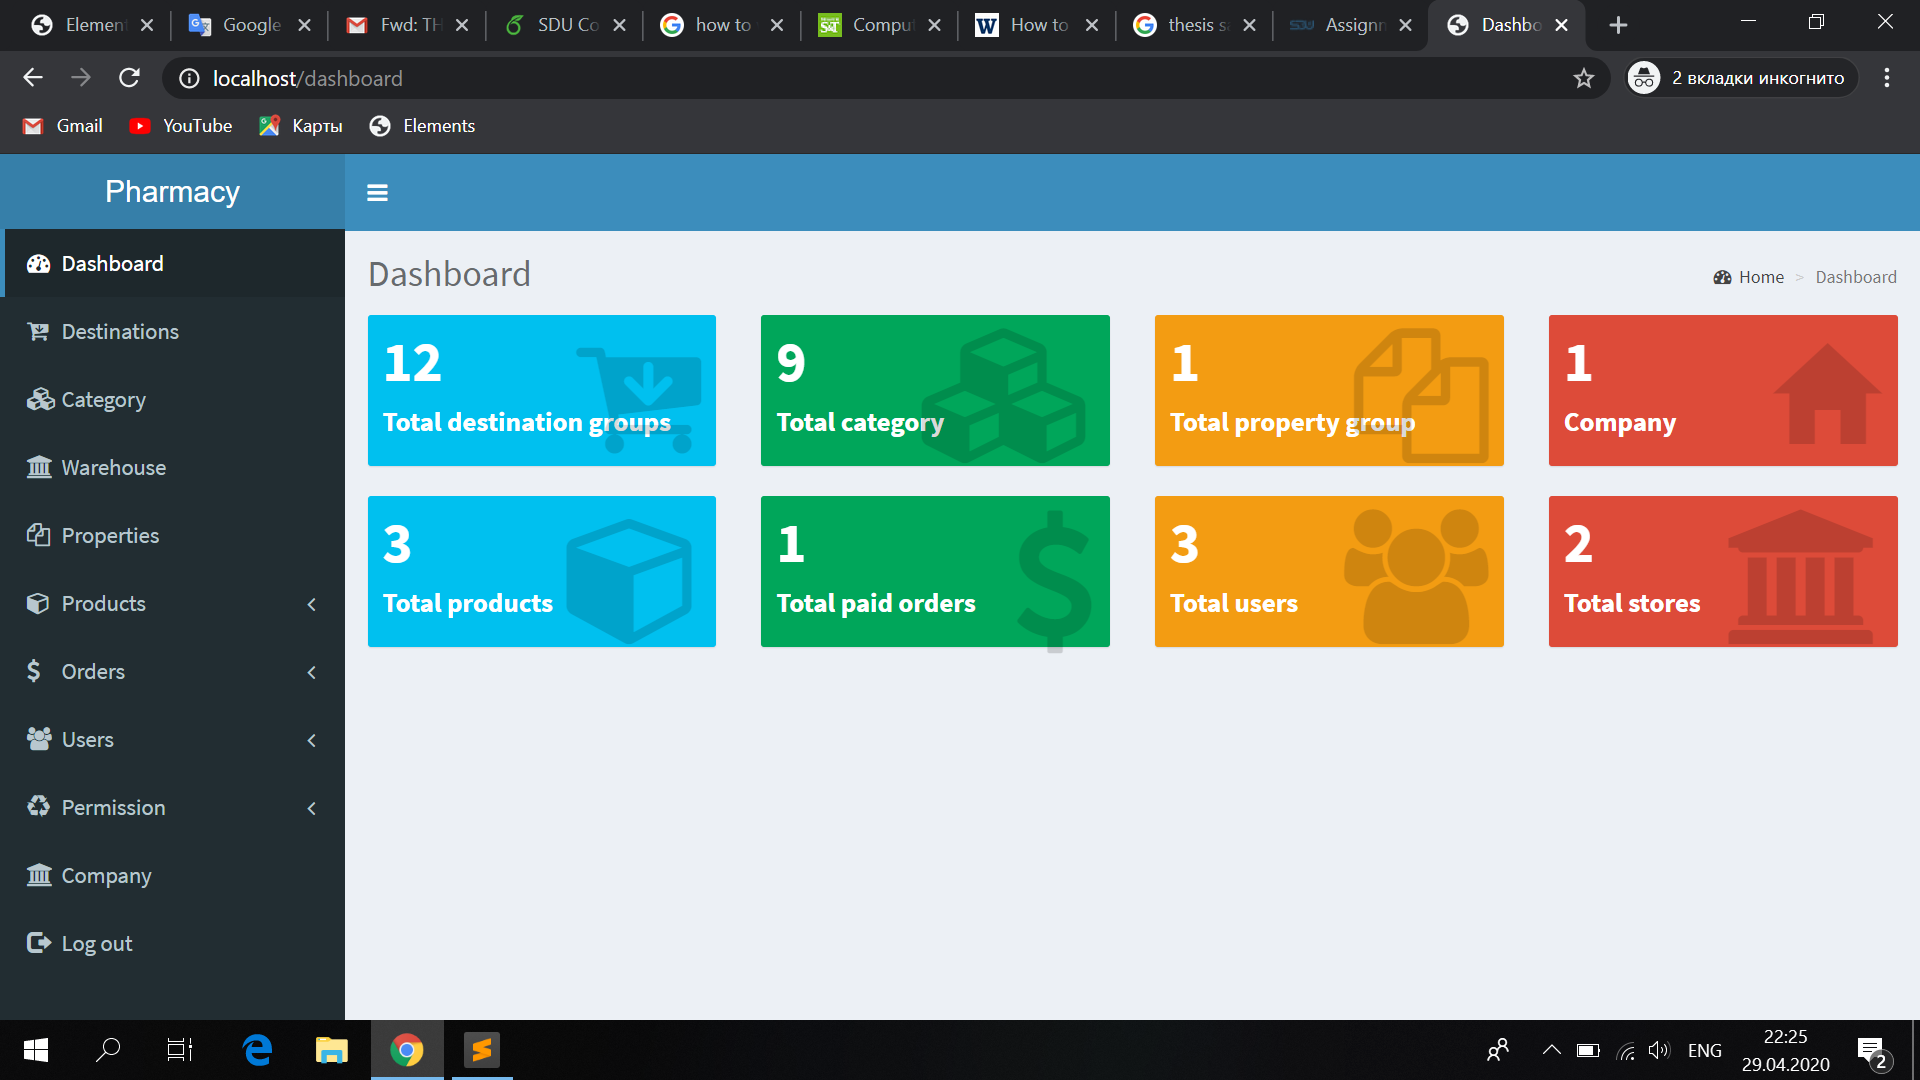 Elemen
Google
Fwd: TH
SDU Co
how to
Comput
How to
thesis sa
Assignn
Dashbo
localhost/dashboard
2 вкладки инкогнито
Gmail
YouTube
Карты
Elements
Pharmacy
Dashboard
Destinations
Category
Warehouse
Properties
Products
Orders
Users
Permission
Company
Log out
Dashboard
Home > Dashboard
12
Total destination groups
9
Total category
1
Total property group
1
Company
3
Total products
1
Total paid orders
3
Total users
2
Total stores
ENG
22:25
29.04.2020
2